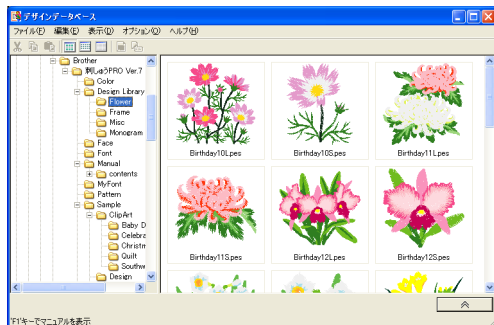 デザインデータベース
ファイル(F) 編集(E) 表示(D) オプション(O) ヘルプ(H)
Brother
刺しゅうPRO Ver.7
Color
Design Library
Flower
Frame
Misc
Monogram
Face
Font
Manual
contents
MyFont
Pattern
Sample
ClipArt
Baby D
Celebra
Christm
Quilt
Southw
Design
Birthday10L.pes
Birthday10S.pes
Birthday11L.pes
Birthday11S.pes
Birthday12L.pes
Birthday12S.pes
'F1'キーでマニュアルを表示